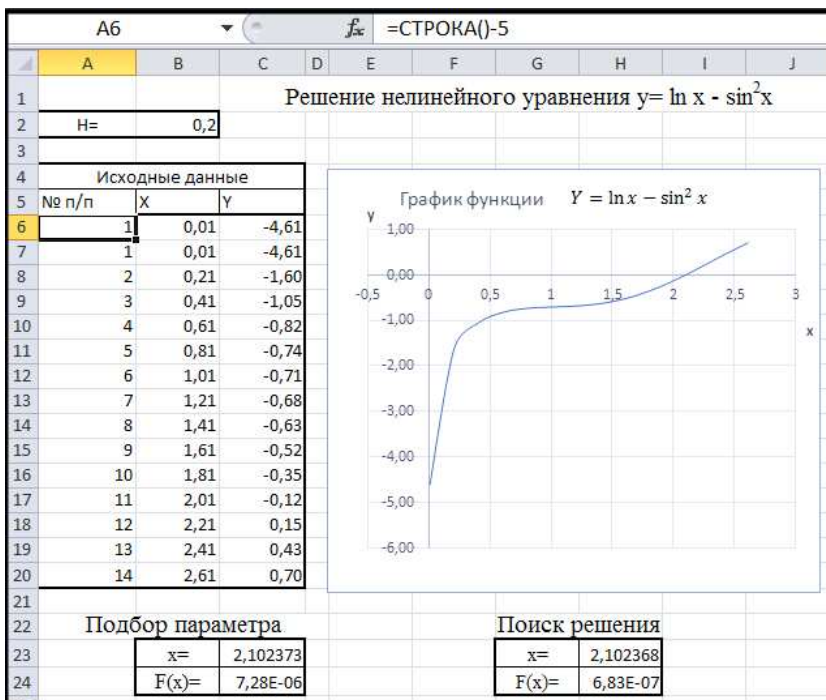 A6 fx =СТРОКА()-5
A B C D E F G H I J
1 Решение нелинейного уравнения y= ln x - sin²x
2 H= 0,2
3
4 Исходные данные
5 № п/п X Y
6 1 0,01 -4,61
7 1 0,01 -4,61
8 2 0,21 -1,60
9 3 0,41 -1,05
10 4 0,61 -0,82
11 5 0,81 -0,74
12 6 1,01 -0,71
13 7 1,21 -0,68
14 8 1,41 -0,63
15 9 1,61 -0,52
16 10 1,81 -0,35
17 11 2,01 -0,12
18 12 2,21 0,15
19 13 2,41 0,43
20 14 2,61 0,70
21
График функции Y = ln x − sin² x
y
1,00
0,00
-0,5 0 0,5 1 1,5 2 2,5 3
-1,00
x
-2,00
-3,00
-4,00
-5,00
-6,00
22 Подбор параметра Поиск решения
23 x= 2,102373 x= 2,102368
24 F(x)= 7,28E-06 F(x)= 6,83E-07